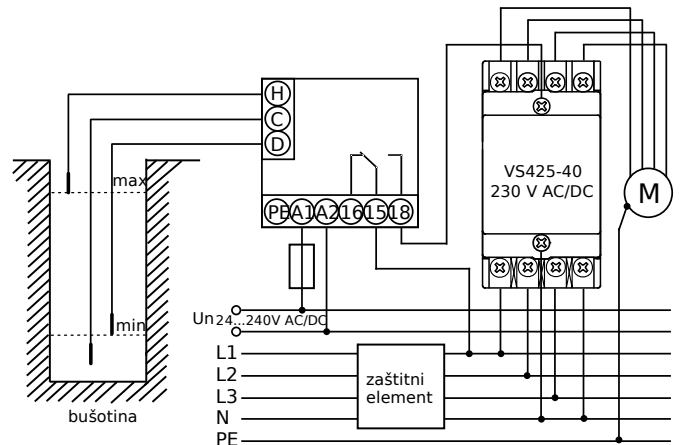 H
C
D
PE A1 A2 16 15 18
VS425-40
230 V AC/DC
M
max
min
bušotina
Un 24...240V AC/DC
L1
L2
L3
N
PE
zaštitni
element